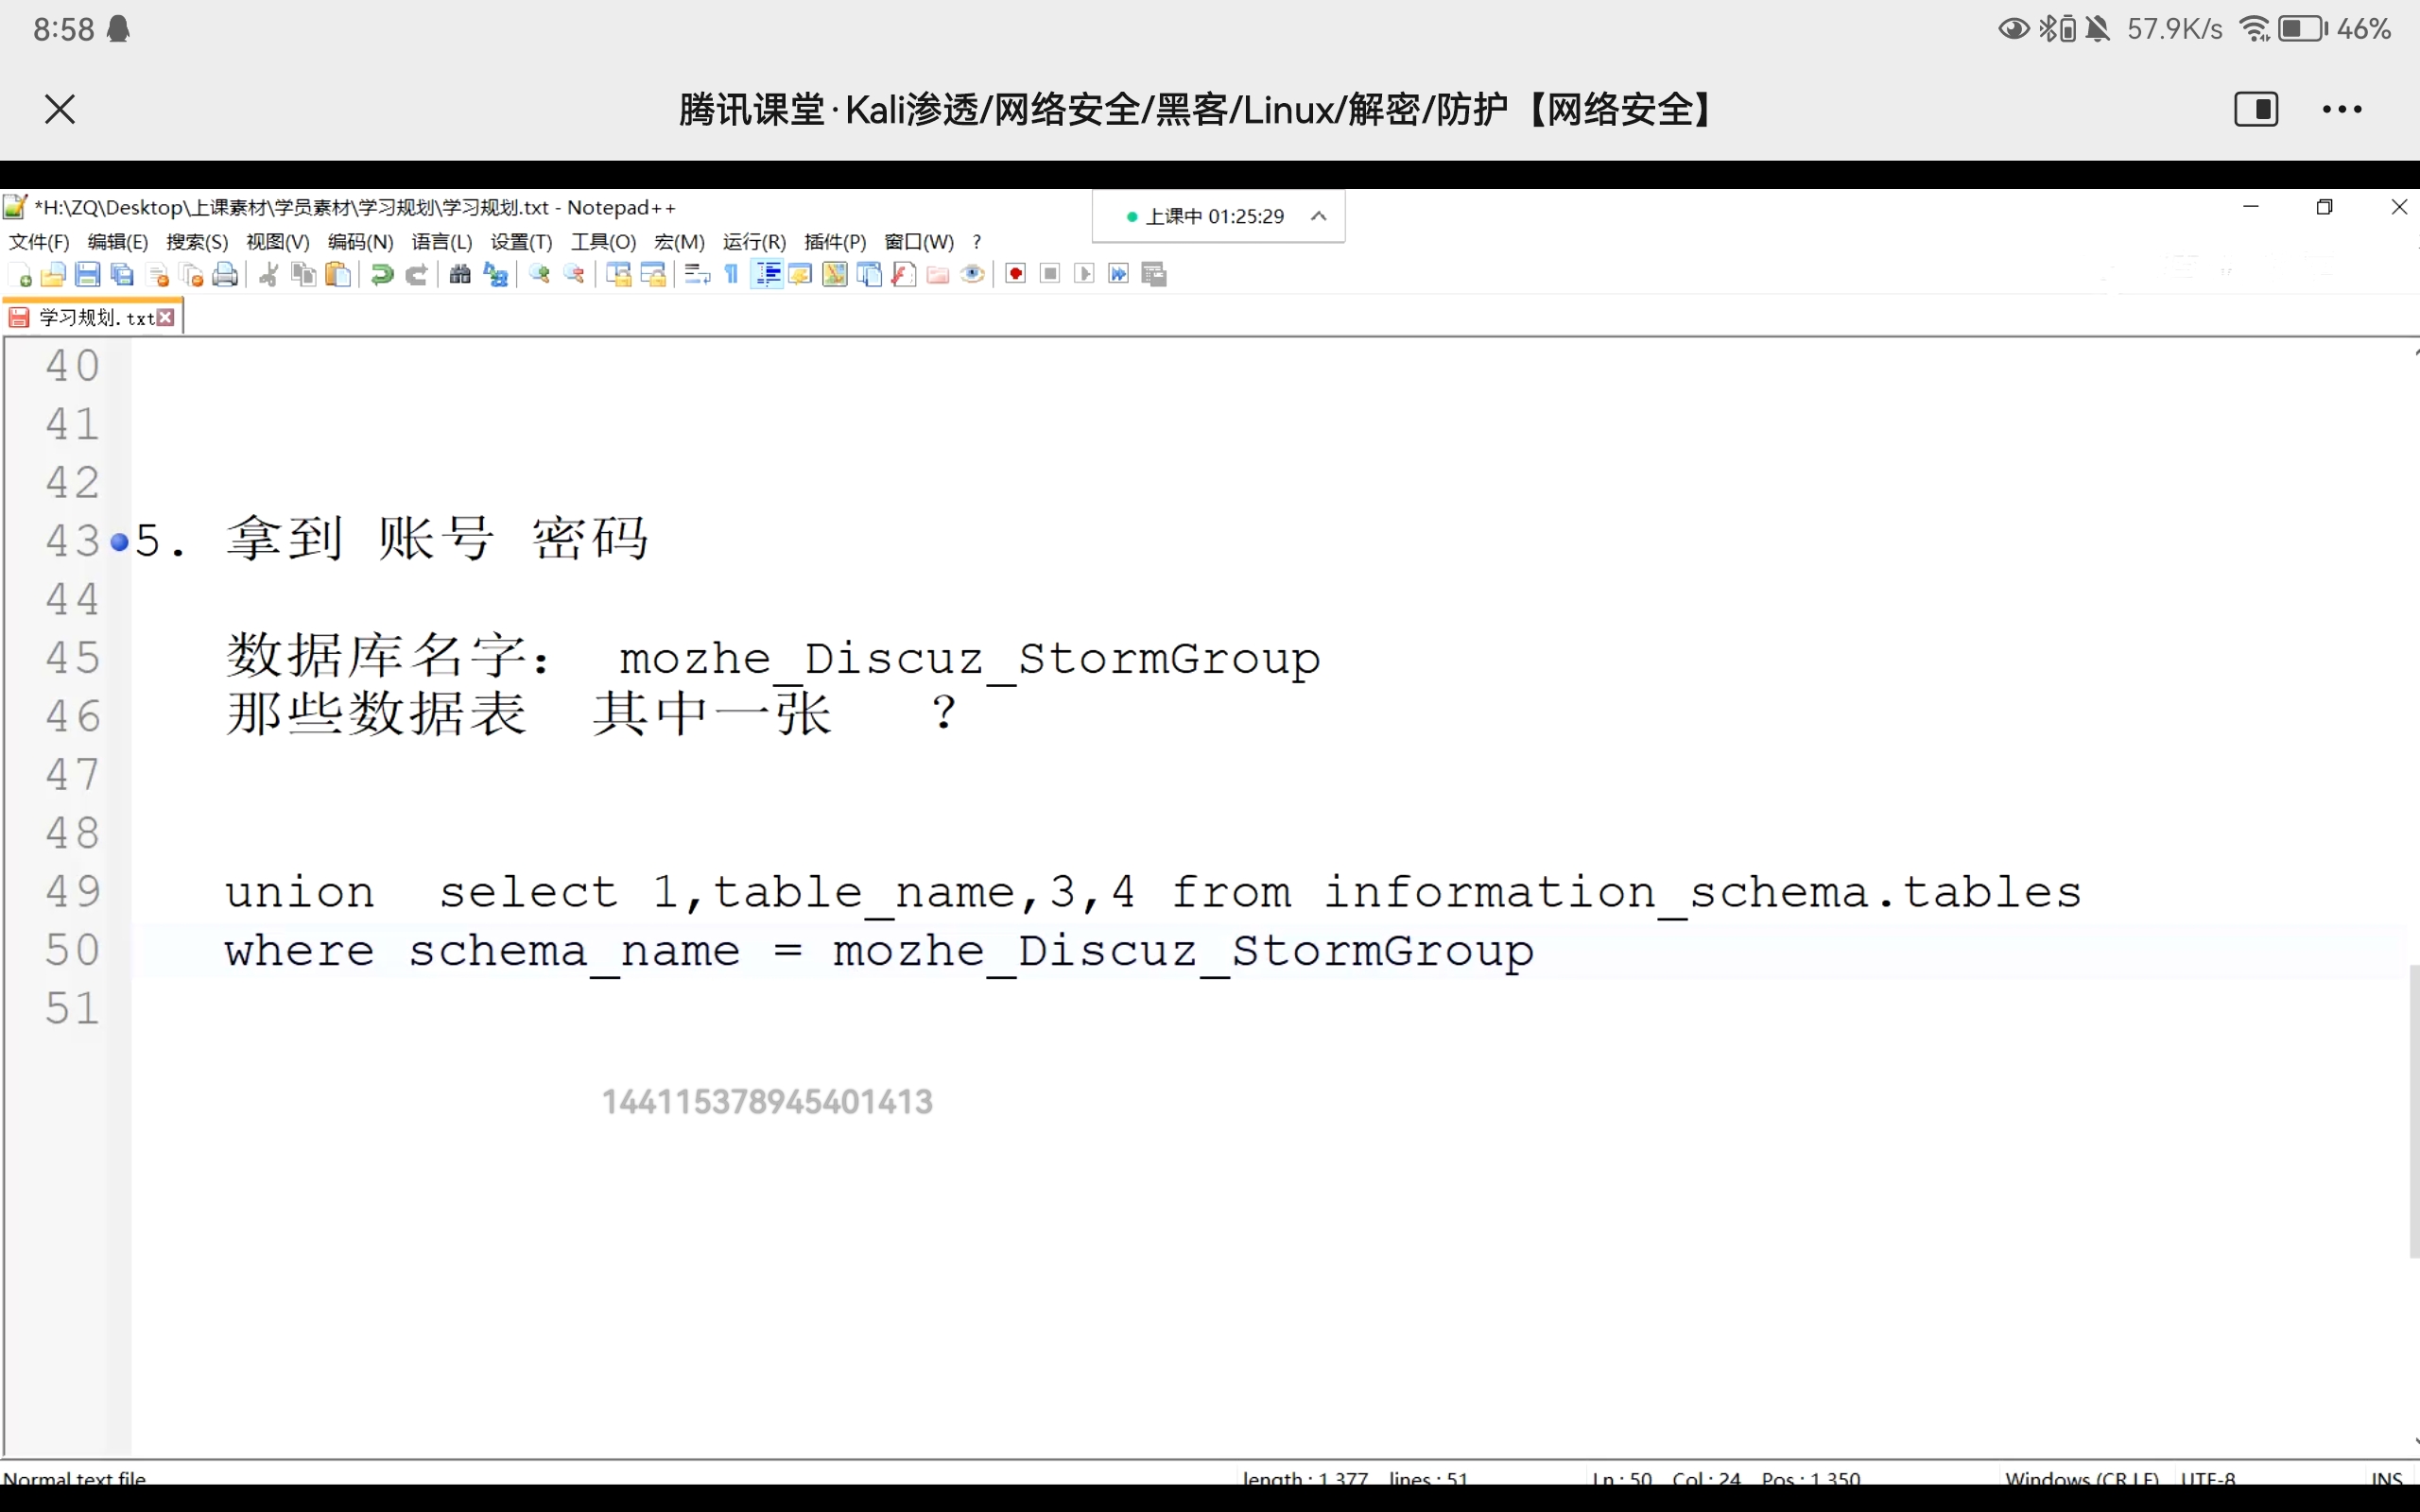 8:58 57.9K/s 46%
腾讯课堂·Kali渗透/网络安全/黑客/Linux/解密/防护【网络安全】
*H:\ZQ\Desktop\上课素材\学员素材\学习规划\学习规划.txt - Notepad++
上课中 01:25:29
文件(F) 编辑(E) 搜索(S) 视图(V) 编码(N) 语言(L) 设置(T) 工具(O) 宏(M) 运行(R) 插件(P) 窗口(W) ?
学习规划.txt
40
41
42
43 5. 拿到 账号 密码
44
45 数据库名字: mozhe_Discuz_StormGroup
46 那些数据表 其中一张 ?
47
48
49 union select 1,table_name,3,4 from information_schema.tables
50 where schema_name = mozhe_Discuz_StormGroup
51
144115378945401413
Normal text file length : 1,377 lines : 51 Ln : 50 Col : 24 Pos : 1,350 Windows (CR LF) UTF-8 INS